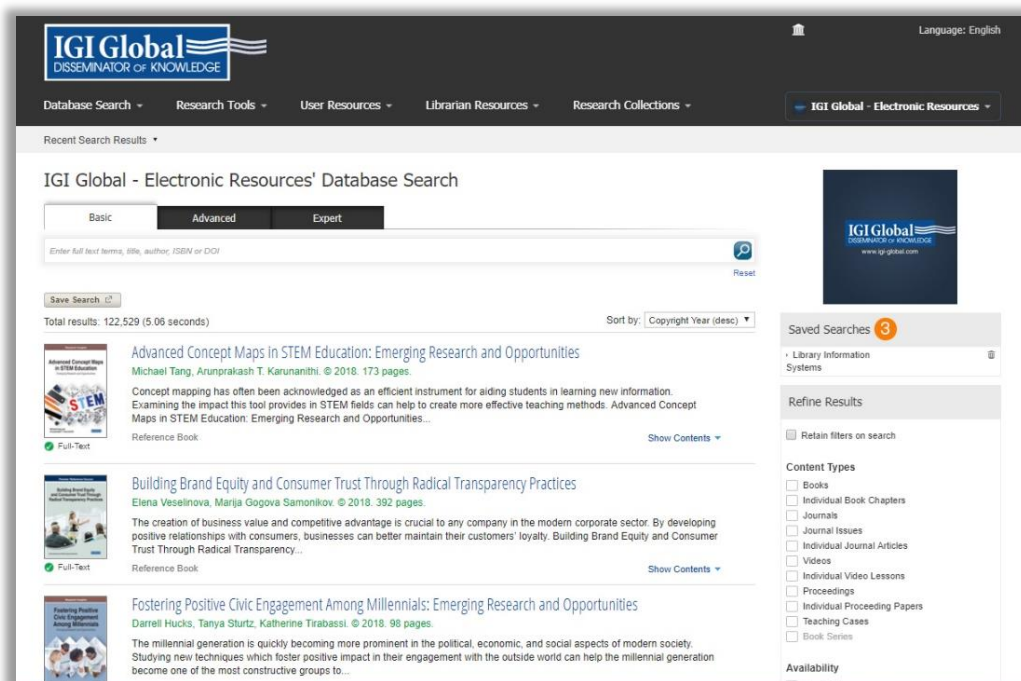 IGI Global
DISSEMINATOR OF KNOWLEDGE
Language: English
Database Search
Research Tools
User Resources
Librarian Resources
Research Collections
IGI Global - Electronic Resources
Recent Search Results
IGI Global - Electronic Resources' Database Search
Basic
Advanced
Expert
Enter full text terms, title, author, ISBN or DOI
Reset
Save Search
Total results: 122,529 (5.06 seconds)
Sort by: Copyright Year (desc)
Advanced Concept Maps in STEM Education
STEM
Full-Text
Advanced Concept Maps in STEM Education: Emerging Research and Opportunities
Michael Tang, Arunprakash T. Karunanithi. © 2018. 173 pages.
Concept mapping has often been acknowledged as an efficient instrument for aiding students in learning new information.
Examining the impact this tool provides in STEM fields can help to create more effective teaching methods. Advanced Concept
Maps in STEM Education: Emerging Research and Opportunities...
Reference Book
Show Contents
Building Brand Equity and Consumer Trust Through Radical Transparency Practices
Full-Text
Building Brand Equity and Consumer Trust Through Radical Transparency Practices
Elena Veselinova, Marija Gogova Samonikov. © 2018. 392 pages.
The creation of business value and competitive advantage is crucial to any company in the modern corporate sector. By developing
positive relationships with consumers, businesses can better maintain their customers' loyalty. Building Brand Equity and Consumer
Trust Through Radical Transparency...
Reference Book
Show Contents
Fostering Positive Civic Engagement Among Millennials
Fostering Positive Civic Engagement Among Millennials: Emerging Research and Opportunities
Darrell Hucks, Tanya Sturtz, Katherine Tirabassi. © 2018. 98 pages.
The millennial generation is quickly becoming more prominent in the political, economic, and social aspects of modern society.
Studying new techniques which foster positive impact in their engagement with the outside world can help the millennial generation
become one of the most constructive groups to...
IGI Global
DISSEMINATOR OF KNOWLEDGE
www.igi-global.com
Saved Searches 3
Library Information
Systems
Refine Results
Retain filters on search
Content Types
Books
Individual Book Chapters
Journals
Journal Issues
Individual Journal Articles
Videos
Individual Video Lessons
Proceedings
Individual Proceeding Papers
Teaching Cases
Book Series
Availability